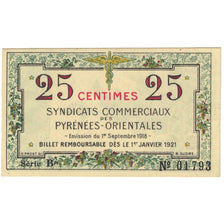 25 25
CENTIMES
SYNDICATS COMMERCIAUX
DES
PYRÉNÉES-ORIENTALES
Emission du 1er Septembre 1918 -
BILLET REMBOURSABLE DÈS LE 1er JANVIER 1921
Série B No 01793